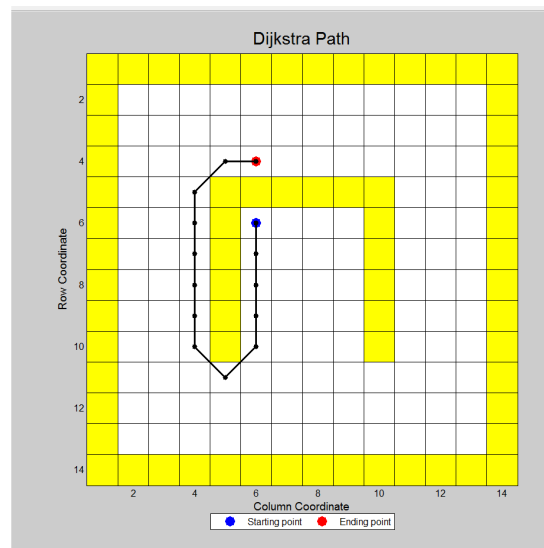 Dijkstra Path
2
4
6
8
10
12
14
Row Coordinate
2 4 6 8 10 12 14
Column Coordinate
Starting point Ending point